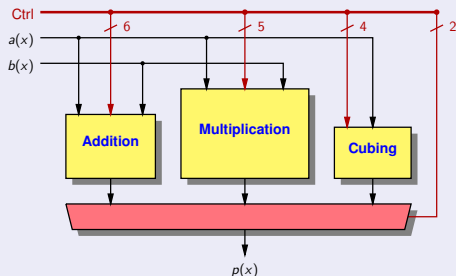 Ctrl
6 5 4 2
a(x)
b(x)
Addition Multiplication Cubing
p(x)